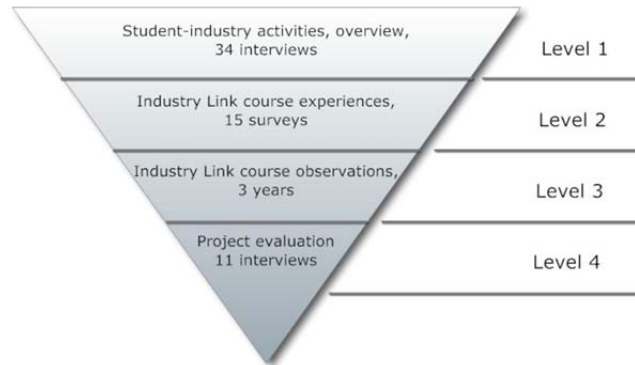 Student-industry activities, overview,
34 interviews
Level 1
Industry Link course experiences,
15 surveys
Level 2
Industry Link course observations,
3 years
Level 3
Project evaluation
11 interviews
Level 4